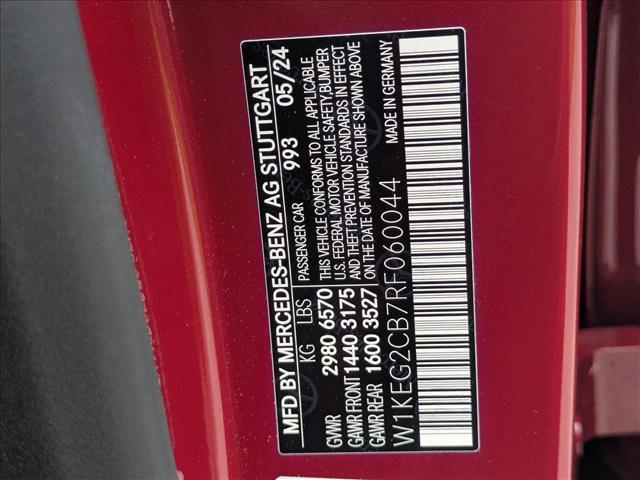 MFD BY MERCEDES-BENZ AG STUTTGART
KG LBS PASSENGER CAR 993 05/24
GVWR 2980 6570 THIS VEHICLE CONFORMS TO ALL APPLICABLE
U.S. FEDERAL MOTOR VEHICLE SAFETY, BUMPER
GAWR FRONT 1440 3175 AND THEFT PREVENTION STANDARDS IN EFFECT
GAWR REAR 1600 3527 ON THE DATE OF MANUFACTURE SHOWN ABOVE
W1KEG2CB7RF060044 MADE IN GERMANY